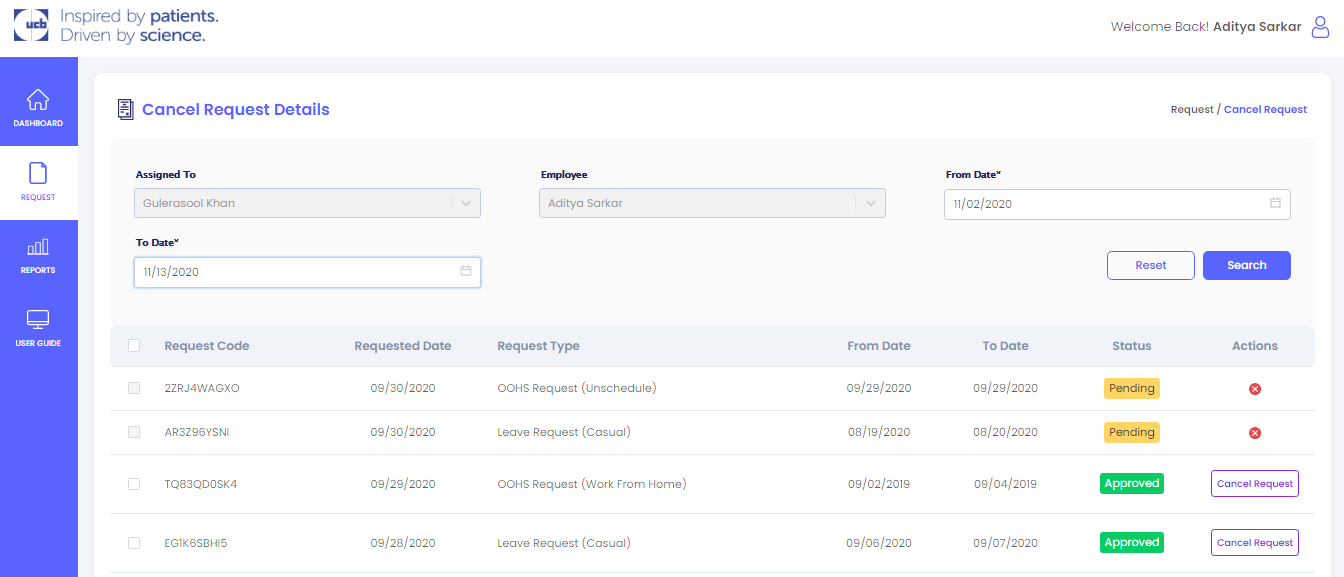 ucb
Inspired by patients.
Driven by science.
Welcome Back! Aditya Sarkar
DASHBOARD
REQUEST
REPORTS
USER GUIDE
Cancel Request Details
Request / Cancel Request
Assigned To
Employee
From Date*
Gulerasool Khan
Aditya Sarkar
11/02/2020
To Date*
11/13/2020
Reset
Search
Request Code Requested Date Request Type From Date To Date Status Actions
2ZRJ4WAGXO 09/30/2020 OOHS Request (Unschedule) 09/29/2020 09/29/2020 Pending
AR3Z96YSNI 09/30/2020 Leave Request (Casual) 08/19/2020 08/20/2020 Pending
TQ83QD0SK4 09/29/2020 OOHS Request (Work From Home) 09/02/2019 09/04/2019 Approved Cancel Request
EG1K6SBHI5 09/28/2020 Leave Request (Casual) 09/06/2020 09/07/2020 Approved Cancel Request